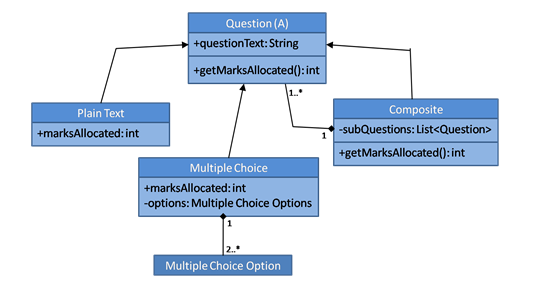 Question (A)
+questionText: String
+getMarksAllocated(): int
1..*
Composite
Plain Text
+marksAllocated: int
-subQuestions: List<Question>
1
+getMarksAllocated(): int
Multiple Choice
+marksAllocated: int
-options: Multiple Choice Options
1
2..*
Multiple Choice Option